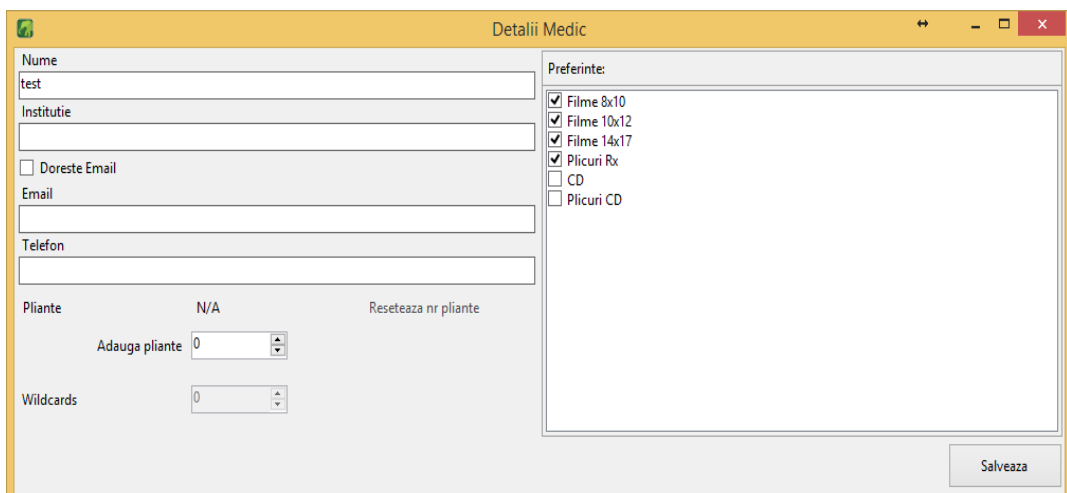 Detalii Medic
Nume
test
Institutie
Doreste Email
Email
Telefon
Pliante N/A Reseteaza nr pliante
Adauga pliante 0
Wildcards 0
Preferinte:
Filme 8x10
Filme 10x12
Filme 14x17
Plicuri Rx
CD
Plicuri CD
Salveaza